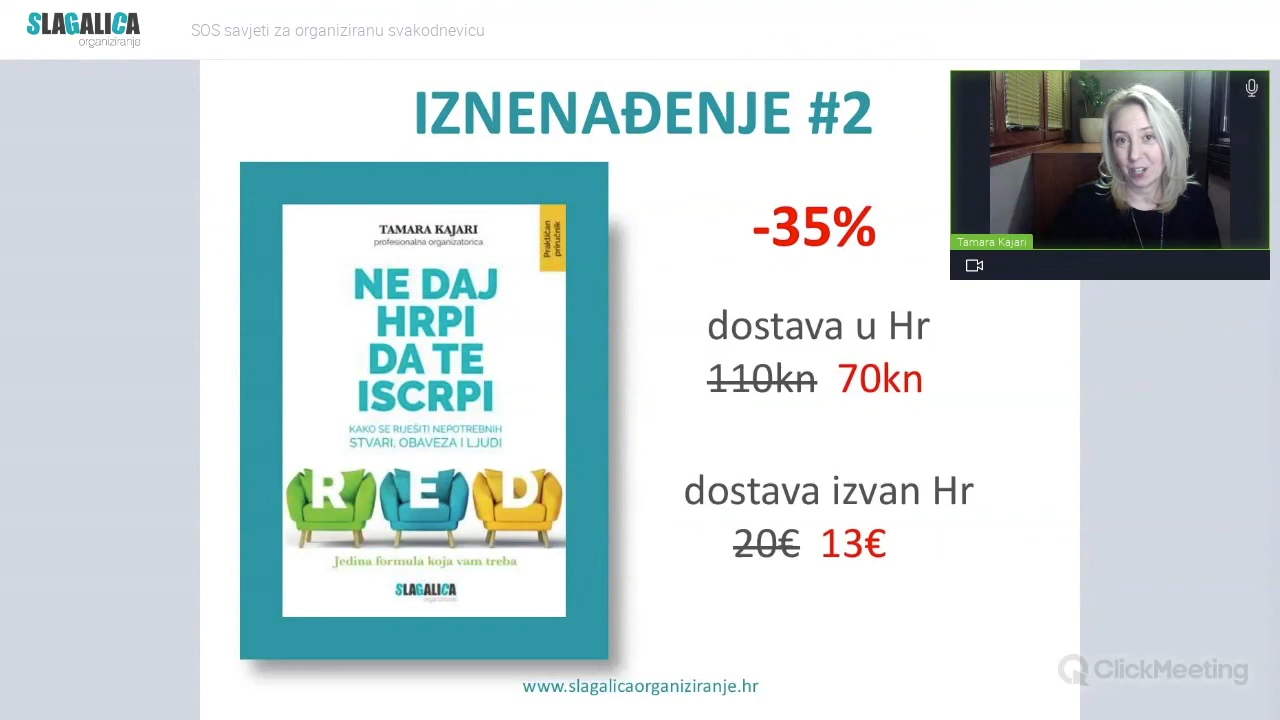 SLAGALICA
organiziranje
SOS savjeti za organiziranu svakodnevicu
IZNENAĐENJE #2
TAMARA KAJARI
profesionalna organizatorica
Praktičan
priručnik
NE DAJ
HRPI
DA TE
ISCRPI
KAKO SE RIJEŠITI NEPOTREBNIH
STVARI, OBAVEZA I LJUDI
RED
Jedina formula koja vam treba
SLAGALICA
organiziranje
-35%
dostava u Hr
110kn 70kn
dostava izvan Hr
20€ 13€
Tamara Kajari
www.slagalicaorganiziranje.hr
ClickMeeting